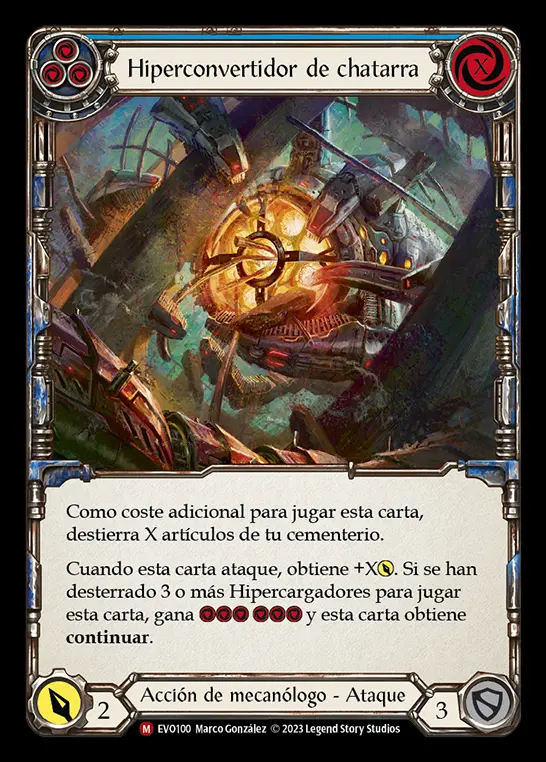 Hiperconvertidor de chatarra
X
Como coste adicional para jugar esta carta,
destierra X artículos de tu cementerio.
Cuando esta carta ataque, obtiene +X. Si se han
desterrado 3 o más Hipercargadores para jugar
esta carta, gana y esta carta obtiene
continuar.
2
Acción de mecanólogo - Ataque
3
M EVO100 Marco González © 2023 Legend Story Studios